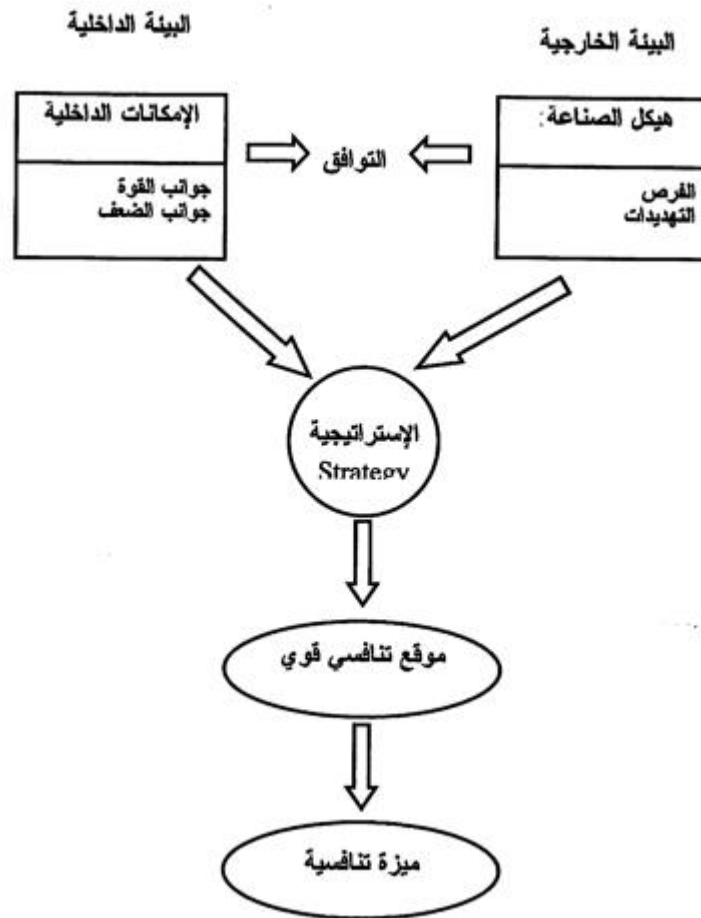 البيئة الخارجية
البيئة الداخلية
هيكل الصناعة:
الإمكانات الداخلية
التوافق
الفرص
التهديدات
جوانب القوة
جوانب الضعف
الإستراتيجية
Strategy
موقع تنافسي قوي
ميزة تنافسية